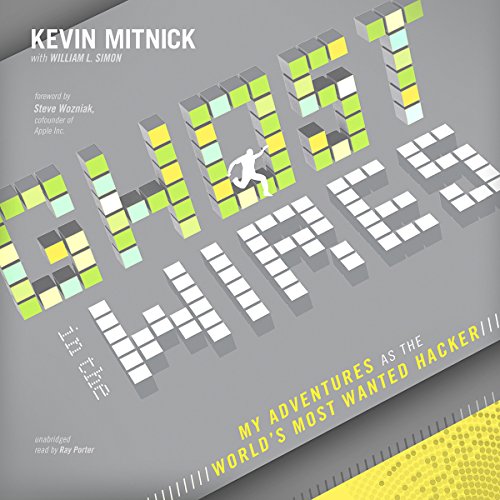 KEVIN MITNICK
with WILLIAM L. SIMON
foreword by
Steve Wozniak,
cofounder of
Apple Inc.
GHOST
in the
WIRES
MY ADVENTURES AS THE
WORLD'S MOST WANTED HACKER
unabridged
read by Ray Porter